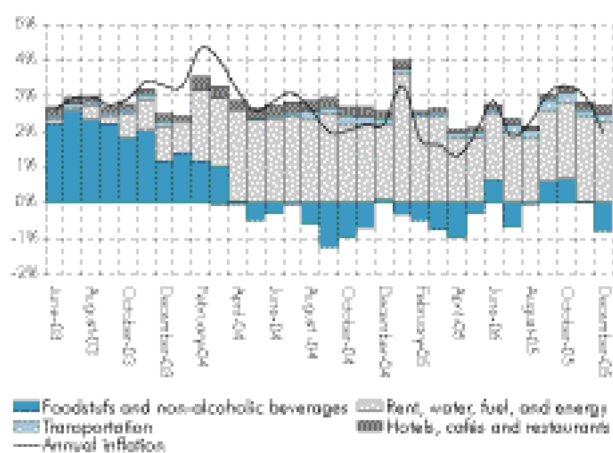 5%
4%
3%
2%
1%
0%
-1%
-2%
June-03
August-03
October-03
December-03
February-04
April-04
June-04
August-04
October-04
December-04
February-05
April-05
June-05
August-05
October-05
December-05
Foodstufs and non-alcoholic beverages
Rent, water, fuel, and energy
Transportation
Hotels, cafés and restaurants
Annual inflation